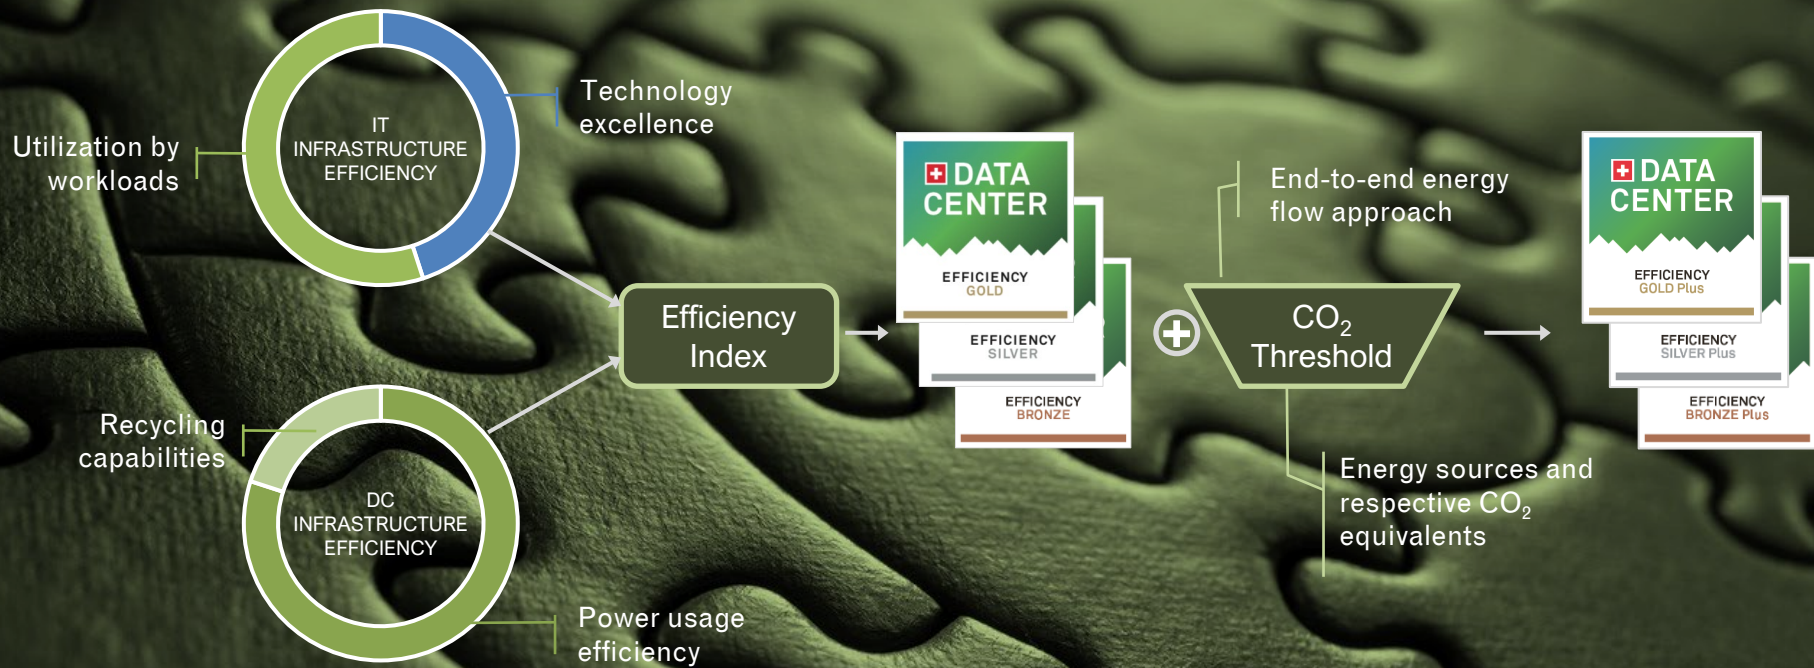 IT
INFRASTRUCTURE
EFFICIENCY
Technology
excellence
Utilization by
workloads
Recycling
capabilities
DC
INFRASTRUCTURE
EFFICIENCY
Power usage
efficiency
Efficiency
Index
DATA
CENTER
EFFICIENCY
GOLD
EFFICIENCY
SILVER
EFFICIENCY
BRONZE
End-to-end energy
flow approach
CO₂
Threshold
Energy sources and
respective CO₂
equivalents
DATA
CENTER
EFFICIENCY
GOLD Plus
EFFICIENCY
SILVER Plus
EFFICIENCY
BRONZE Plus